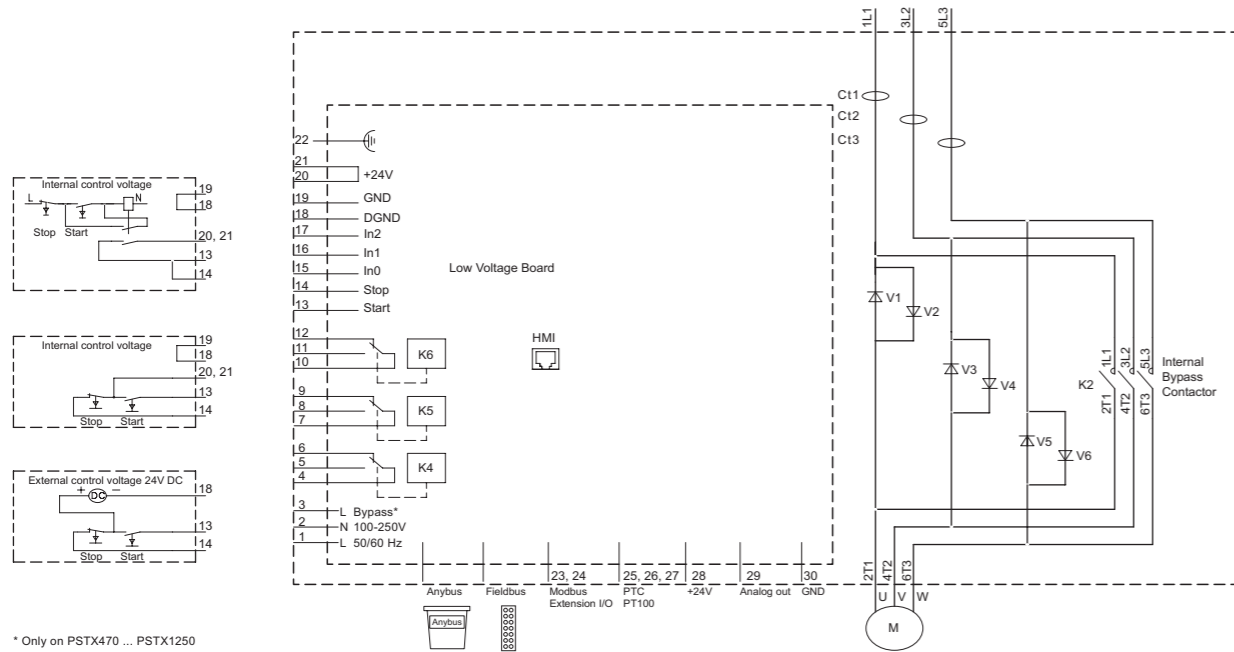 1L1
3L2
5L3
Ct1
Ct2
Ct3
22
21
20
+24V
19
GND
18
DGND
17
In2
16
In1
15
In0
14
Stop
13
Start
Low Voltage Board
HMI
12
11
10
K6
9
8
7
K5
6
5
4
K4
3
L Bypass*
2
N 100-250V
1
L 50/60 Hz
Internal control voltage
L
N
Stop Start
19
18
20, 21
13
14
Internal control voltage
19
18
20, 21
13
14
Stop Start
External control voltage 24V DC
+ DC −
18
13
14
Stop Start
V1
V2
V3
V4
V5
V6
K2
1L1
3L2
5L3
2T1
4T2
6T3
Internal
Bypass
Contactor
Anybus
Anybus
Fieldbus
23, 24
Modbus
Extension I/O
25, 26, 27
PTC
PT100
28
+24V
29
Analog out
30
GND
2T1
4T2
6T3
U
V
W
M
* Only on PSTX470 ... PSTX1250